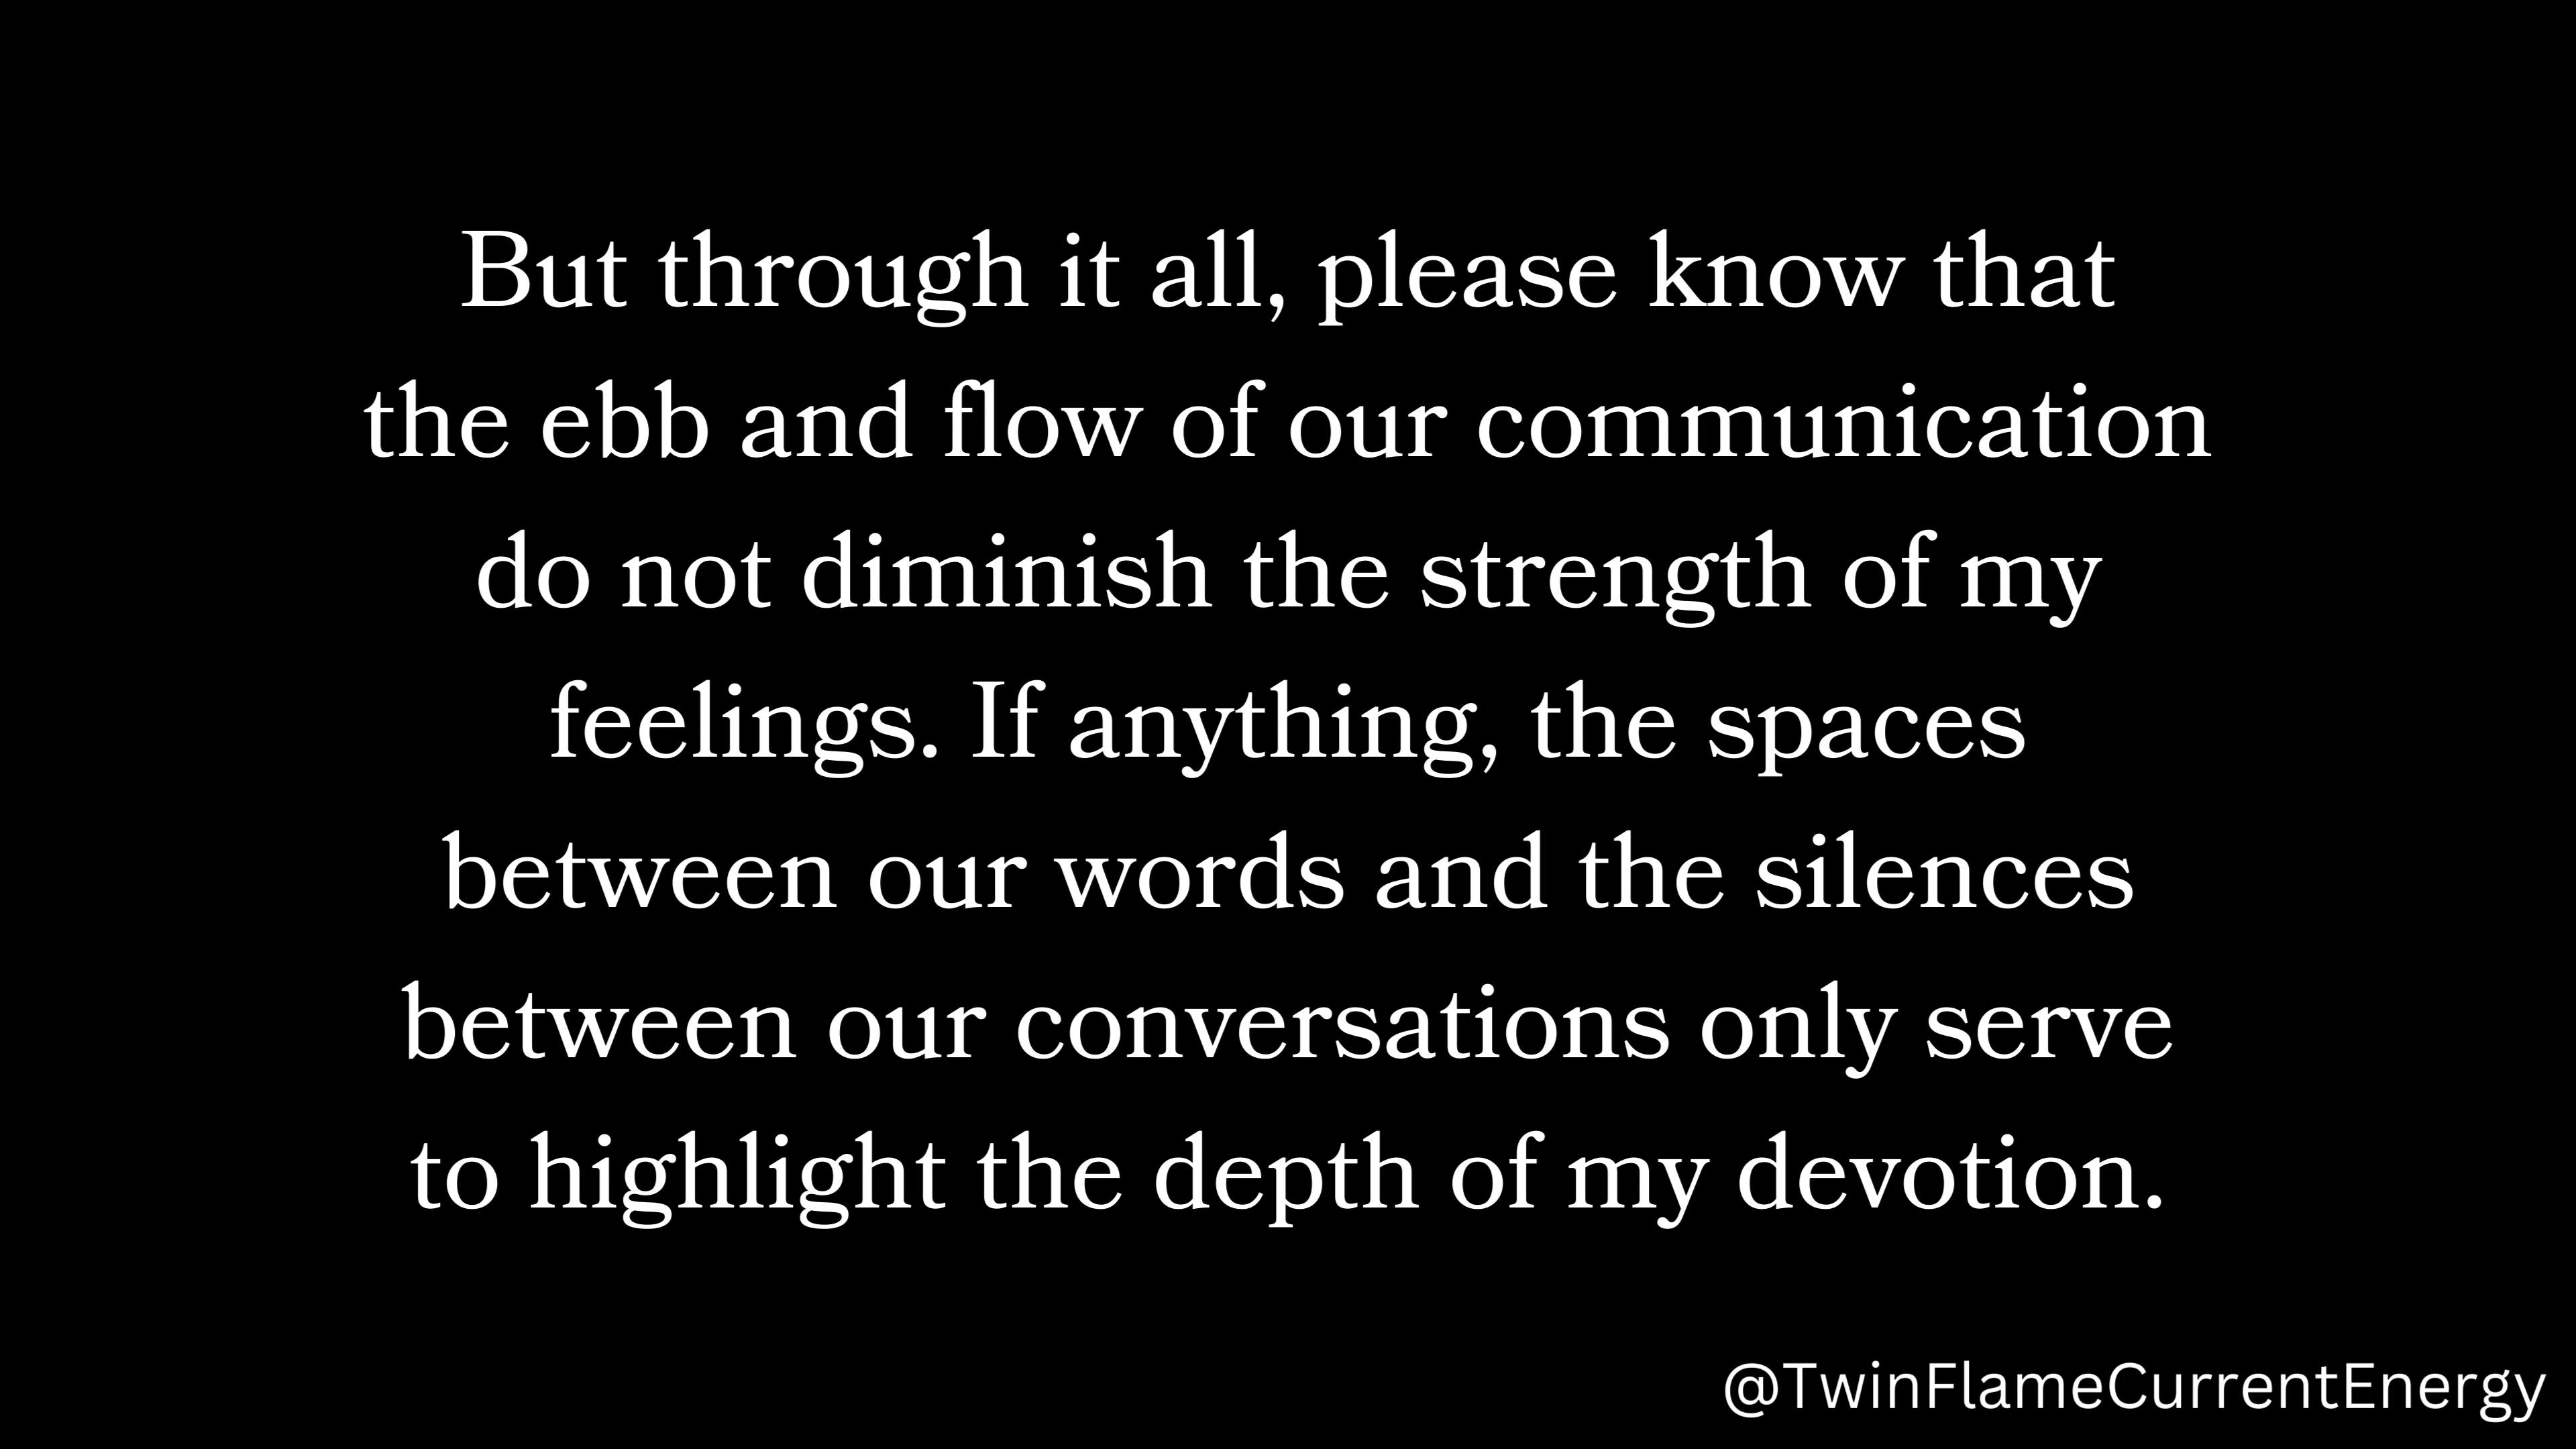 But through it all, please know that
the ebb and flow of our communication
do not diminish the strength of my
feelings. If anything, the spaces
between our words and the silences
between our conversations only serve
to highlight the depth of my devotion.
@TwinFlameCurrentEnergy